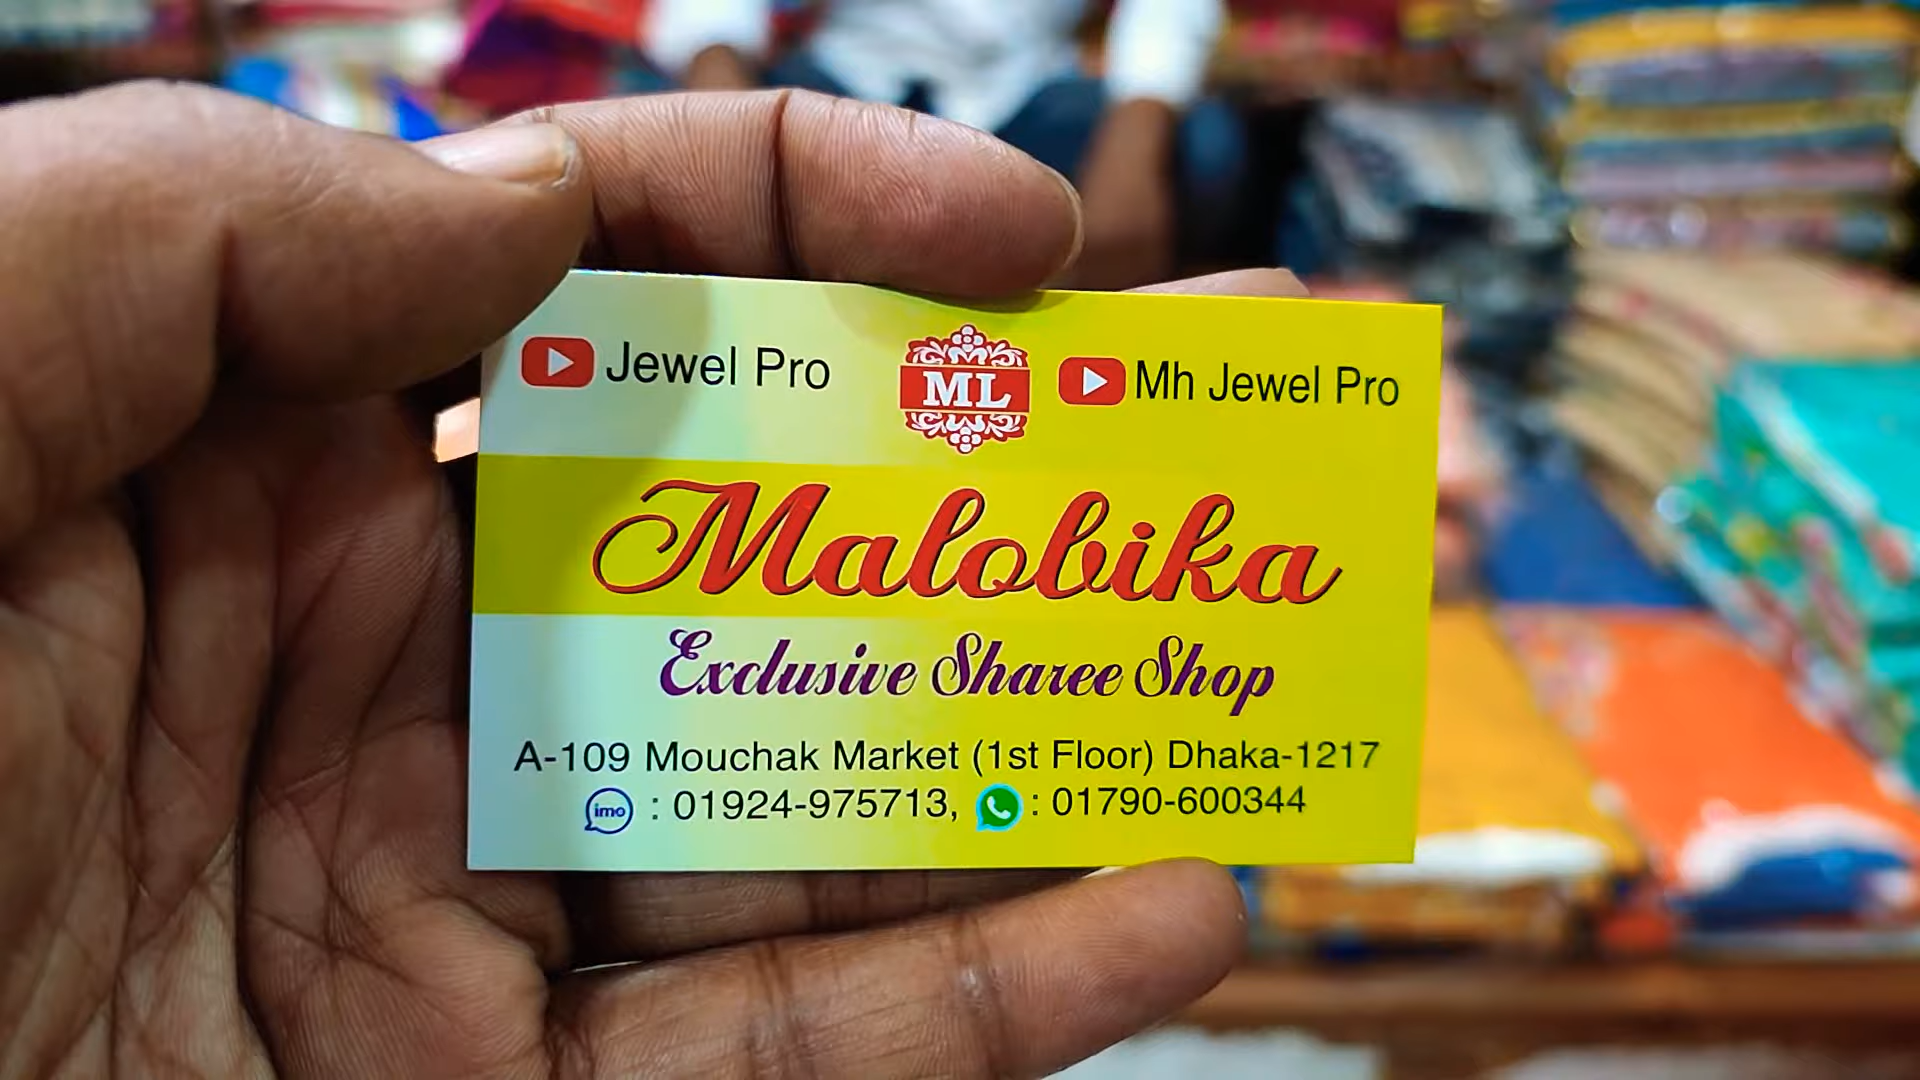 Jewel Pro ML Mh Jewel Pro
Malobika
Exclusive Sharee Shop
A-109 Mouchak Market (1st Floor) Dhaka-1217
imo : 01924-975713, : 01790-600344